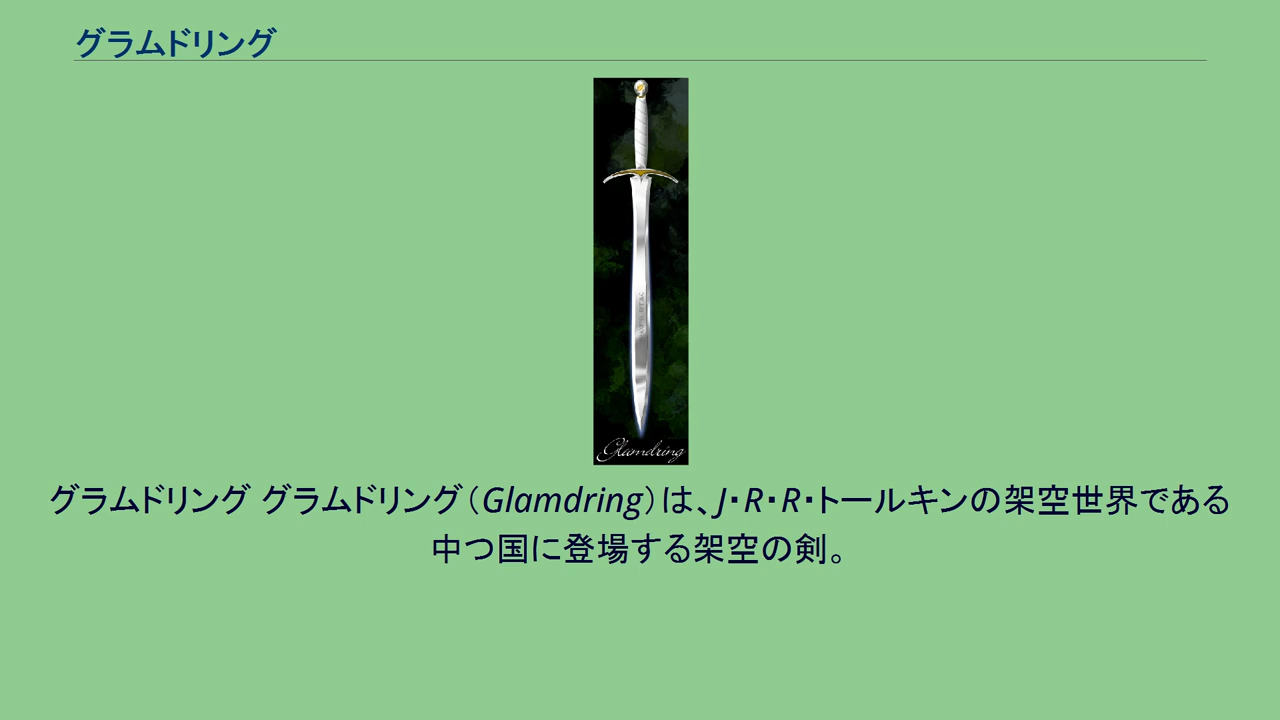 グラムドリング
Glamdring
グラムドリング グラムドリング（Glamdring）は、J・R・R・トールキンの架空世界である
中つ国に登場する架空の剣。